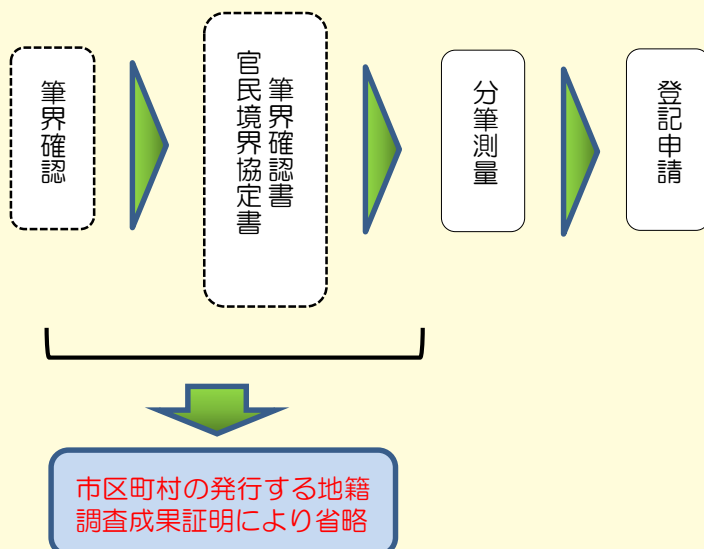 筆界確認
筆界確認書
官民境界協定書
分筆測量
登記申請
市区町村の発行する地籍
調査成果証明により省略